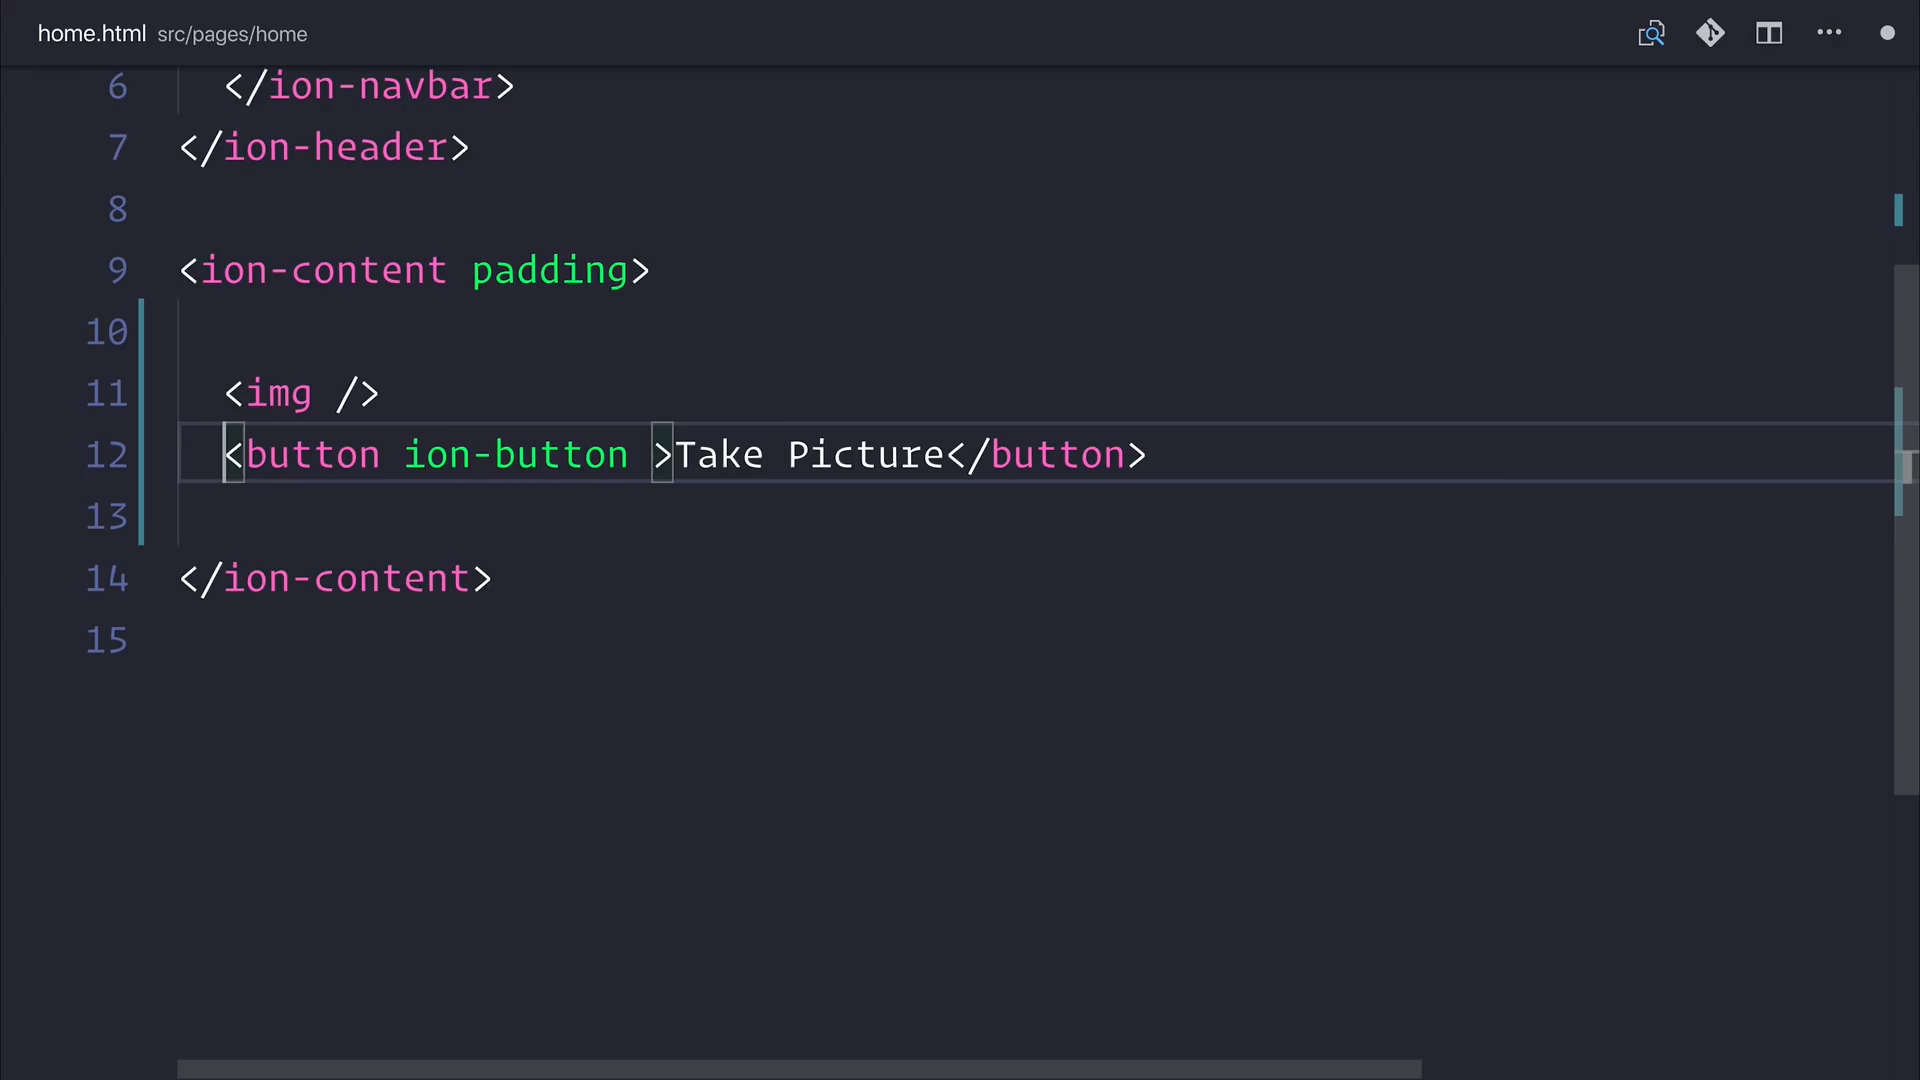 home.html src/pages/home
6 </ion-navbar>
7 </ion-header>
8
9 <ion-content padding>
10
11 <img />
12 <button ion-button >Take Picture</button>
13
14 </ion-content>
15